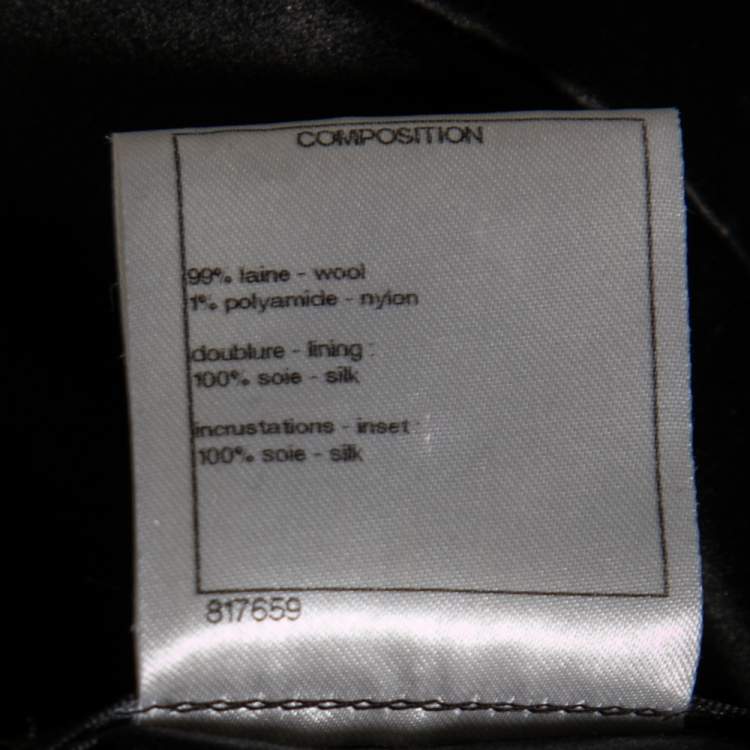 COMPOSITION
99% laine - wool
1% polyamide - nylon
doublure - lining :
100% soie - silk
incrustations - inset :
100% soie - silk
817659